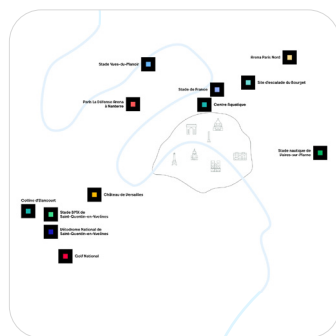 Arena Paris Nord
Stade Yves-du-Manoir
Site d'escalade du Bourget
Stade de France
Paris La Défense Arena
à Nanterre
Centre Aquatique
Stade nautique de
Vaires-sur-Marne
Château de Versailles
Colline d'Élancourt
Stade BMX de
Saint-Quentin-en-Yvelines
Vélodrome National de
Saint-Quentin-en-Yvelines
Golf National